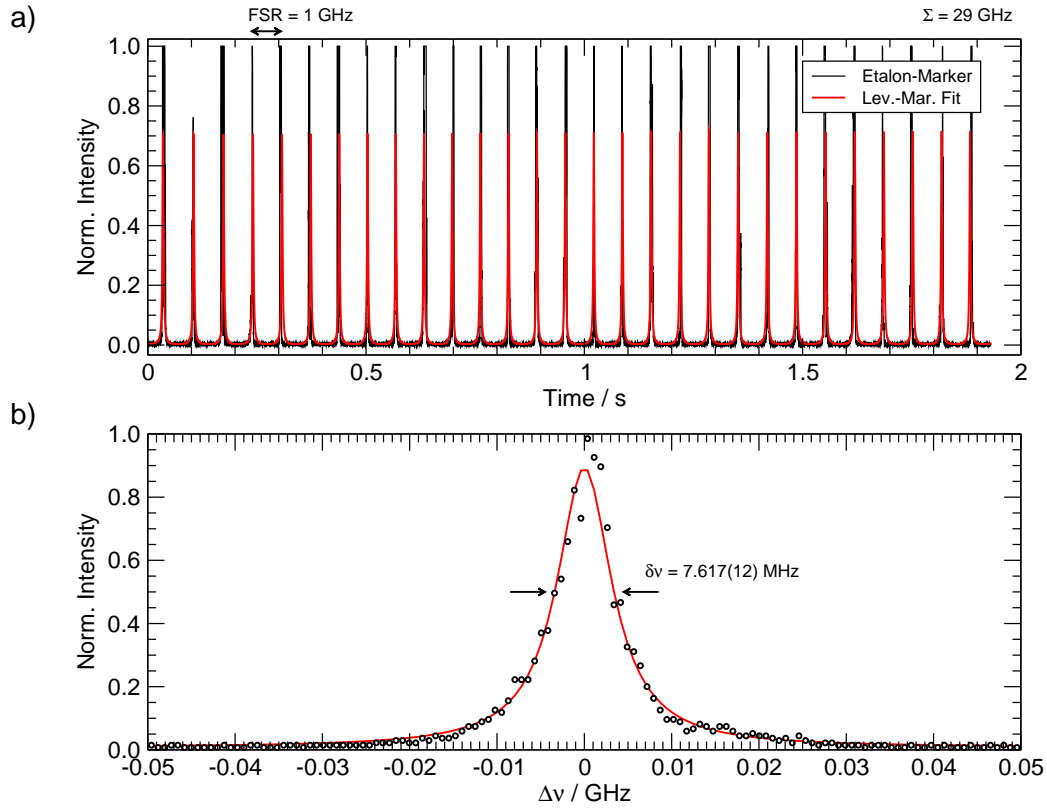 a)
FSR = 1 GHz
Σ = 29 GHz
1.0
0.8
0.6
0.4
0.2
0.0
Norm. Intensity
Etalon-Marker
Lev.-Mar. Fit
0 0.5 1 1.5 2
Time / s
b)
1.0
0.8
0.6
0.4
0.2
0.0
Norm. Intensity
δν = 7.617(12) MHz
-0.05 -0.04 -0.03 -0.02 -0.01 0 0.01 0.02 0.03 0.04 0.05
Δν / GHz